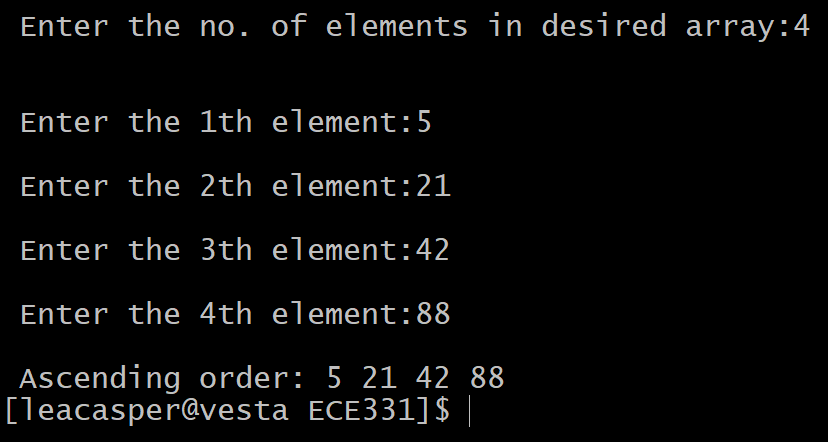 Enter the no. of elements in desired array:4
Enter the 1th element:5
Enter the 2th element:21
Enter the 3th element:42
Enter the 4th element:88
Ascending order: 5 21 42 88
[leacasper@vesta ECE331]$